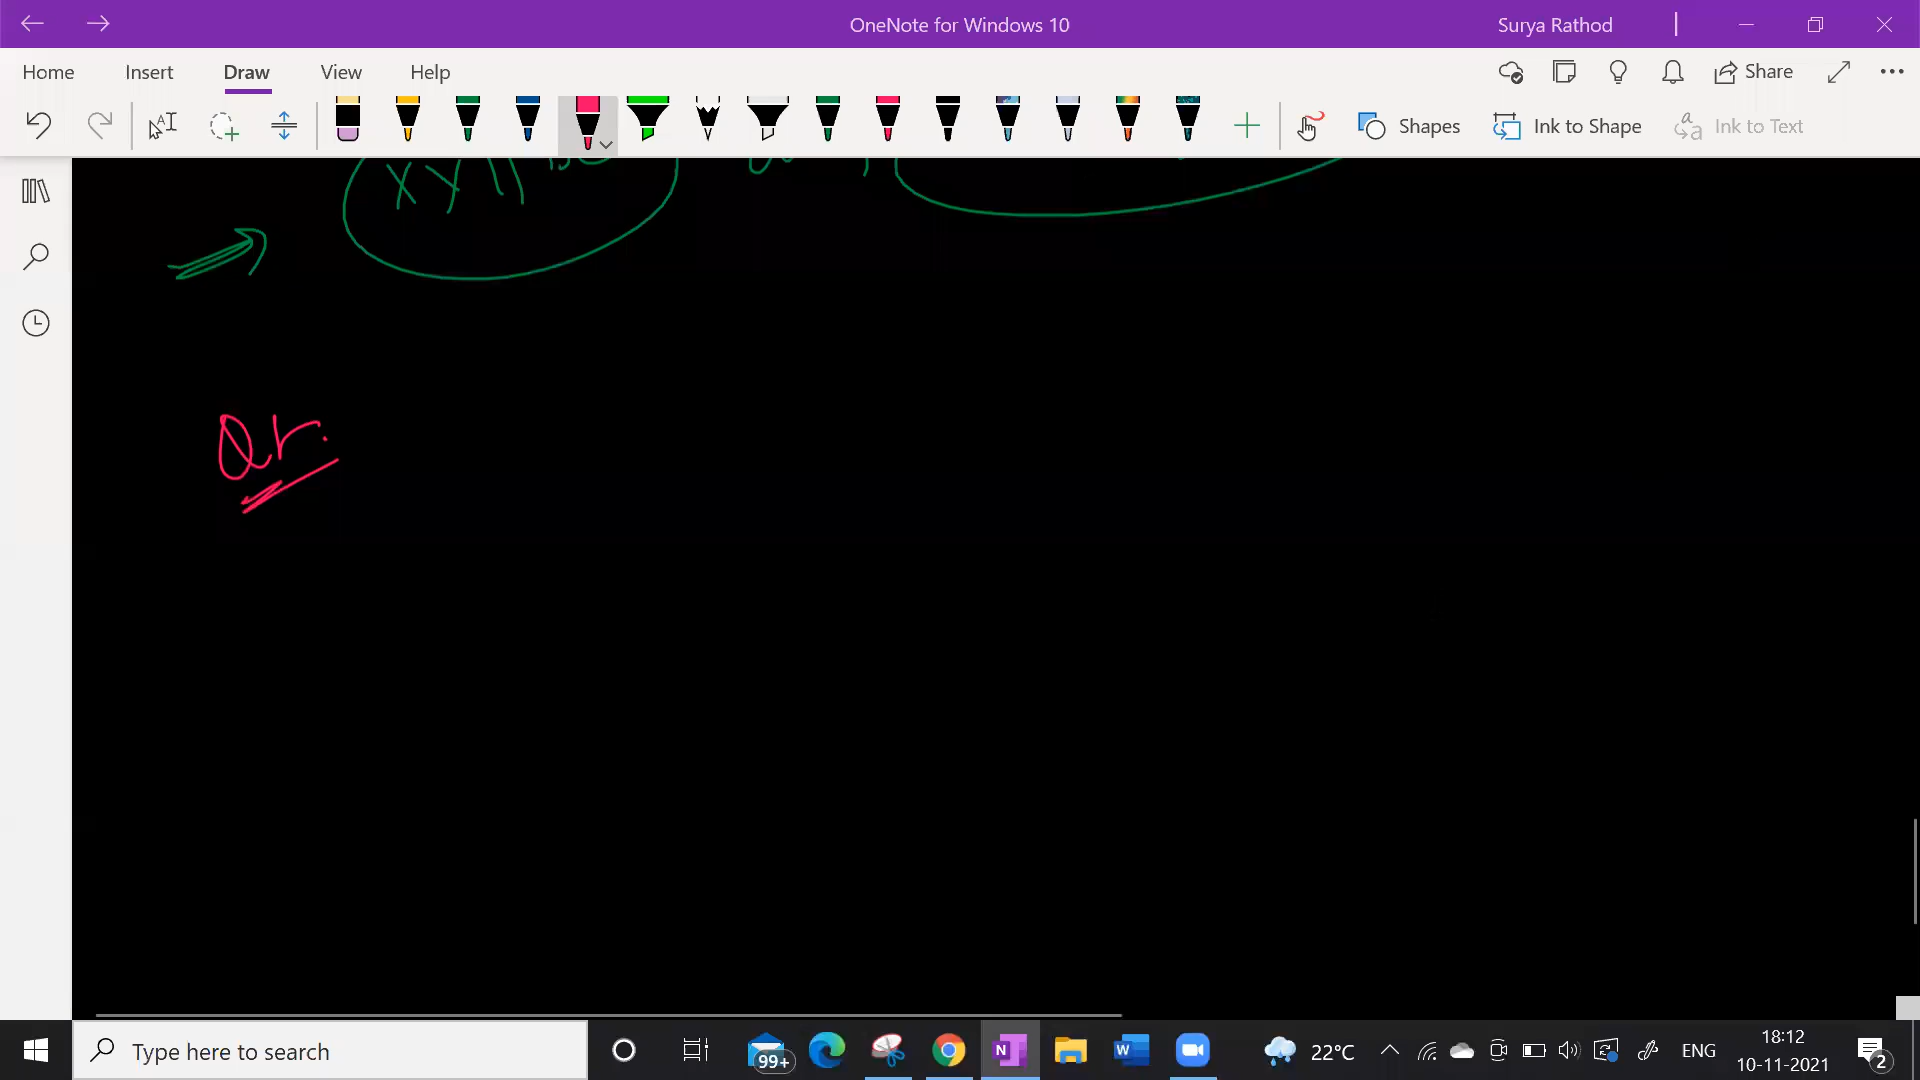 OneNote for Windows 10
Surya Rathod
Home Insert Draw View Help
Share
Shapes
Ink to Shape
Ink to Text
Qr.
Type here to search
99+
N
W
22°C
ENG
18:12
10-11-2021
2